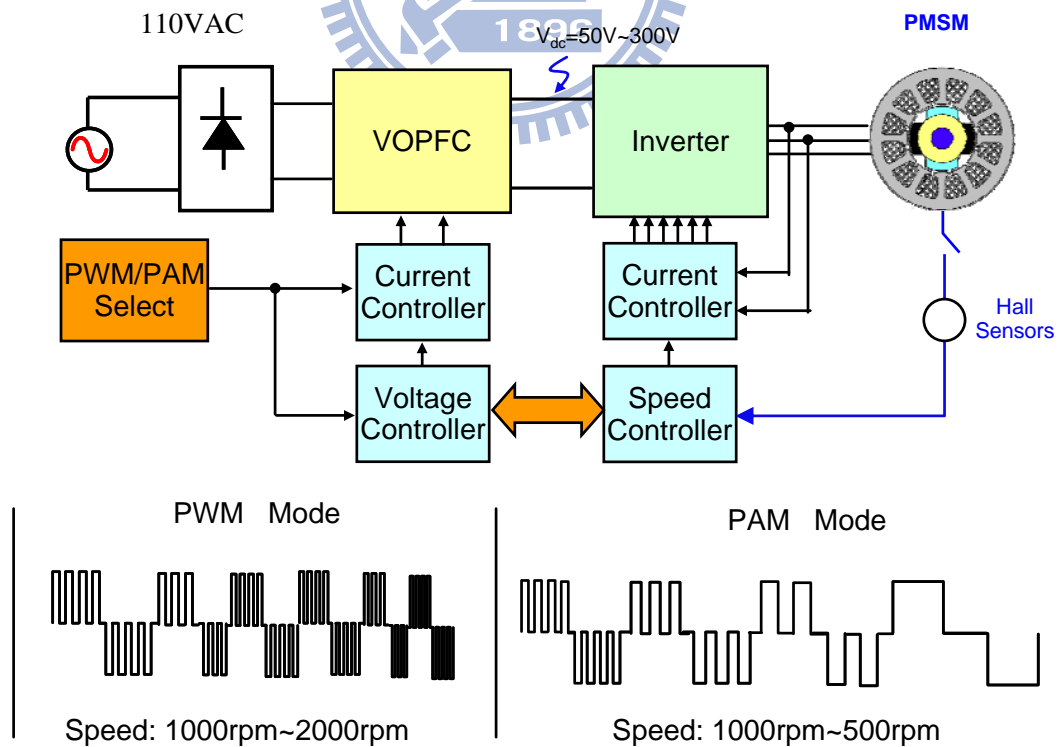 110VAC
1896
Vdc=50V~300V
PMSM
VOPFC
Inverter
PWM/PAM
Select
Current
Controller
Current
Controller
Hall
Sensors
Voltage
Controller
Speed
Controller
PWM Mode
PAM Mode
Speed: 1000rpm~2000rpm
Speed: 1000rpm~500rpm